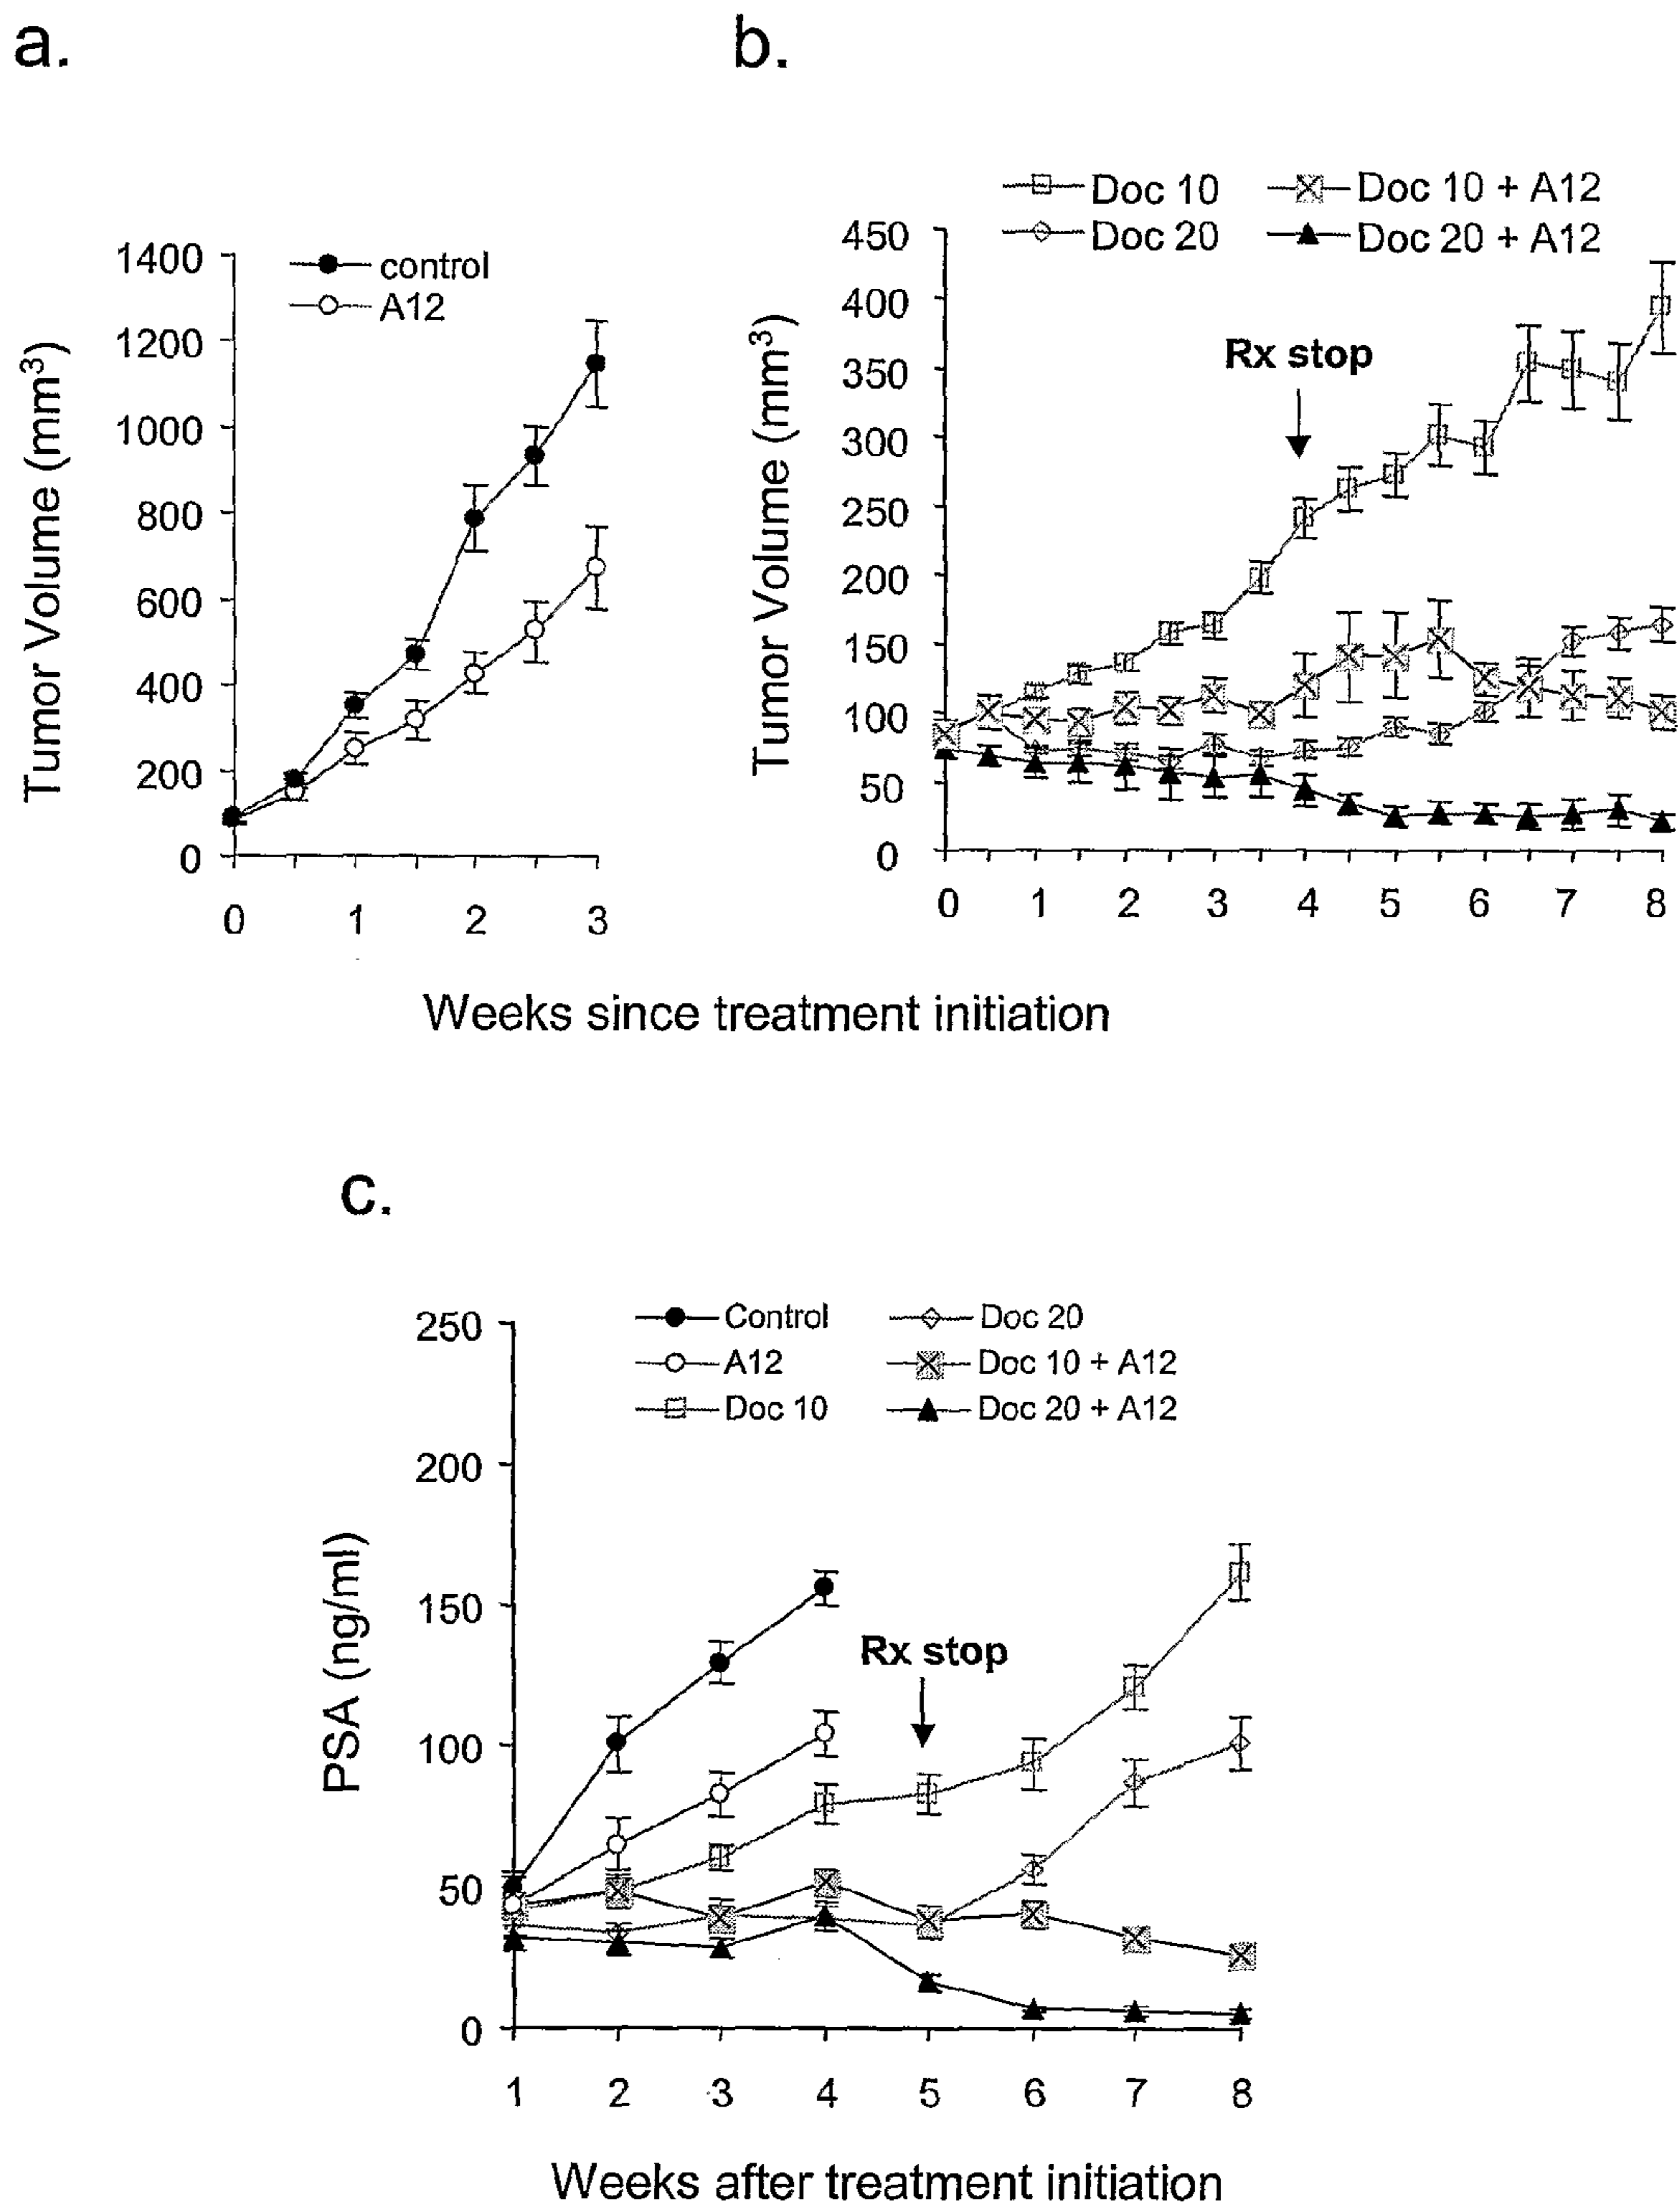 a.
control
A12
1400
1200
1000
800
600
400
200
0
Tumor Volume (mm³)
0 1 2 3
b.
Doc 10 Doc 10 + A12
Doc 20 Doc 20 + A12
450
400
350
300
250
200
150
100
50
0
Tumor Volume (mm³)
Rx stop
0 1 2 3 4 5 6 7 8
Weeks since treatment initiation
c.
Control Doc 20
A12 Doc 10 + A12
Doc 10 Doc 20 + A12
250
200
150
100
50
0
PSA (ng/ml)
Rx stop
1 2 3 4 5 6 7 8
Weeks after treatment initiation